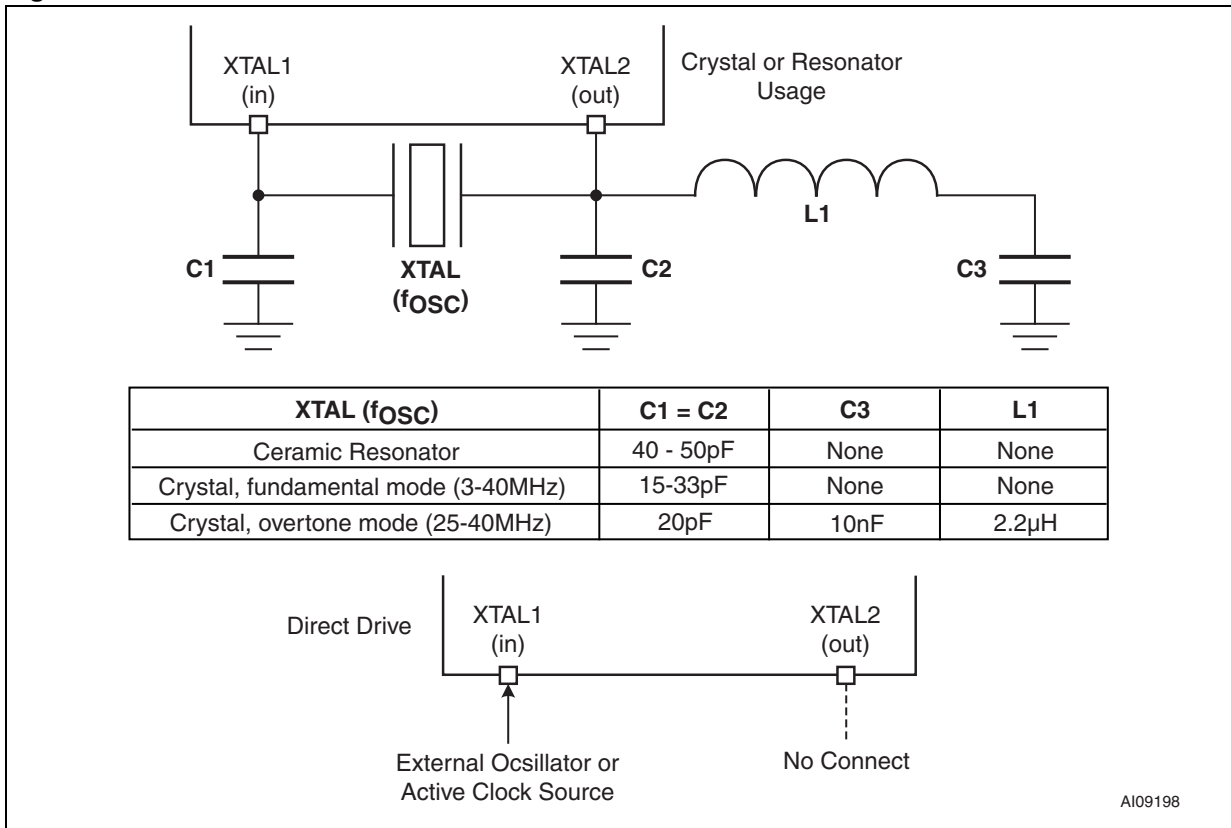 XTAL1
(in)
XTAL2
(out)
Crystal or Resonator
Usage
L1
C1
XTAL
(fOSC)
C2
C3
XTAL (fOSC) C1 = C2 C3 L1
Ceramic Resonator 40 - 50pF None None
Crystal, fundamental mode (3-40MHz) 15-33pF None None
Crystal, overtone mode (25-40MHz) 20pF 10nF 2.2µH
Direct Drive
XTAL1
(in)
XTAL2
(out)
External Ocsillator or
Active Clock Source
No Connect
AI09198